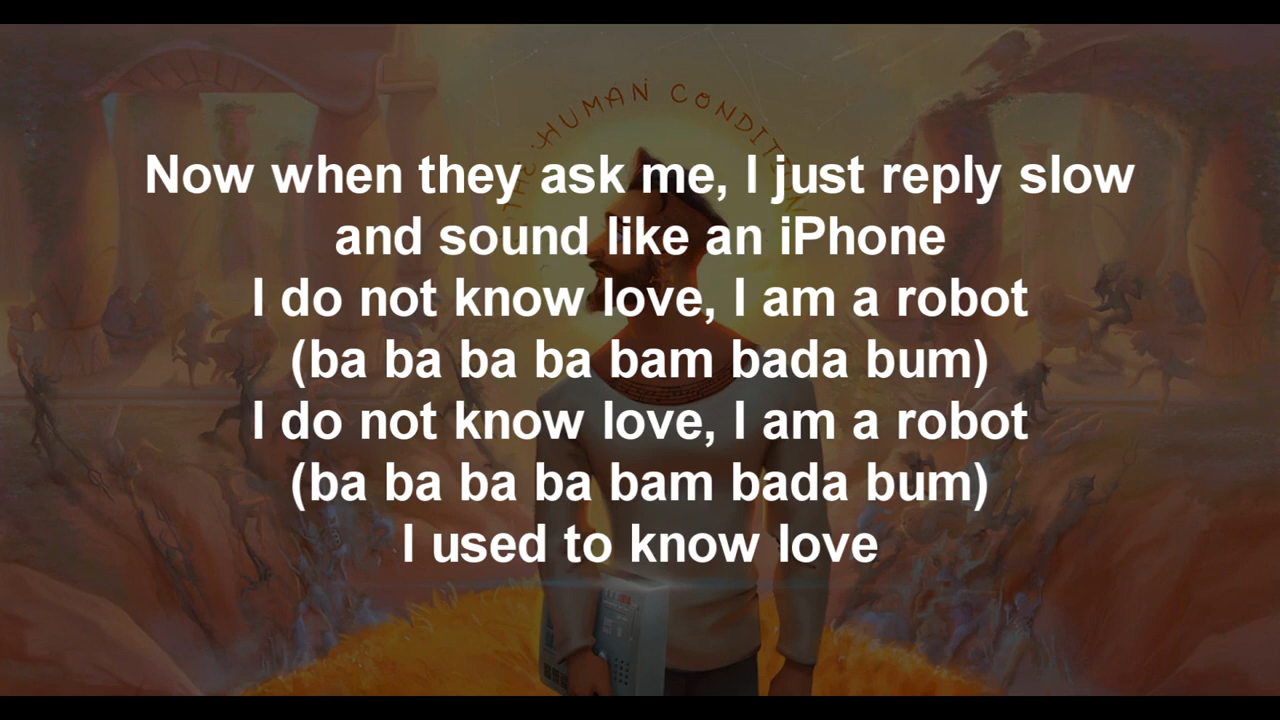 THE HUMAN CONDITION
Now when they ask me, I just reply slow
and sound like an iPhone
I do not know love, I am a robot
(ba ba ba ba bam bada bum)
I do not know love, I am a robot
(ba ba ba ba bam bada bum)
I used to know love